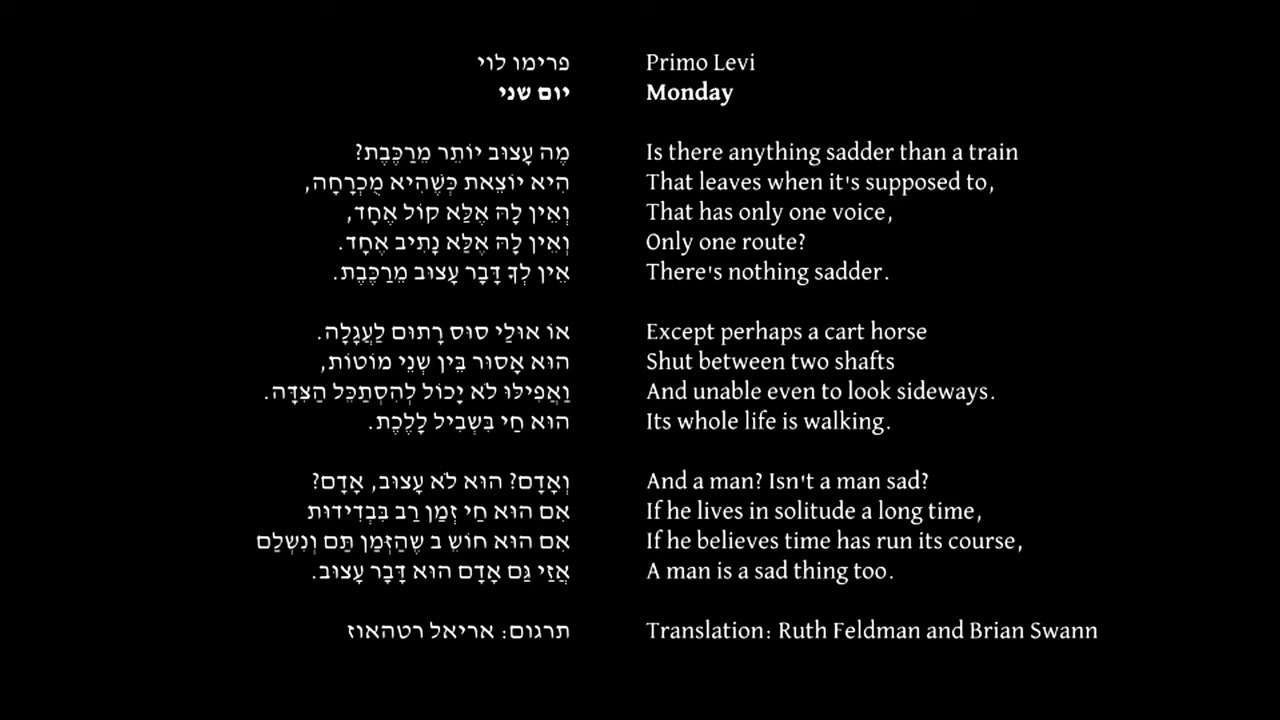 פרימו לוי
יום שני
מָה עָצוּב יוֹתֵר מֵרַכֶּבֶת?
הִיא יוֹצֵאת כְּשֶׁהִיא מֻכְרָחָה,
וְאֵין לָהּ אֶלַּא קוֹל אֶחָד,
וְאֵין לָהּ אֶלַּא נָתִיב אֶחָד.
אֵין לְךָ דָּבָר עָצוּב מֵרַכֶּבֶת.
אוֹ אוּלַי סוּס רָתוּם לַעֲגָלָה.
הוּא אָסוּר בֵּין שְׁנֵי מוֹטוֹת,
וַאֲפִילּוּ לֹא יָכוֹל לְהִסְתַּכֵּל הַצִּדָּה.
הוּא חַי בִּשְׁבִיל לָלֶכֶת.
וְאָדָם? הוּא לֹא עָצוּב, אָדָם?
אִם הוּא חַי זְמַן רַב בִּבְדִידוּת
אִם הוּא חוֹשֵׁ ב שֶׁהַזְּמַן תַּם וְנִשְׁלַם
אֲזַי גַּם אָדָם הוּא דָּבָר עָצוּב.
תרגום: אריאל רטהאוז
Primo Levi
Monday
Is there anything sadder than a train
That leaves when it's supposed to,
That has only one voice,
Only one route?
There's nothing sadder.
Except perhaps a cart horse
Shut between two shafts
And unable even to look sideways.
Its whole life is walking.
And a man? Isn't a man sad?
If he lives in solitude a long time,
If he believes time has run its course,
A man is a sad thing too.
Translation: Ruth Feldman and Brian Swann